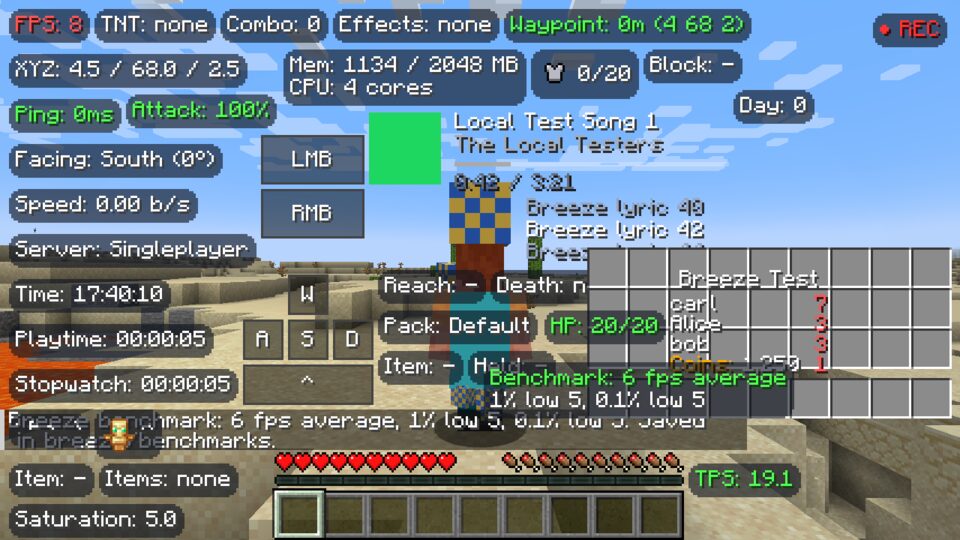 FPS: 8
TNT: none
Combo: 0
Effects: none
Waypoint: 0m (4 68 2)
REC
XYZ: 4.5 / 68.0 / 2.5
Mem: 1134 / 2048 MB
CPU: 4 cores
0/20
Block: -
Day: 0
Ping: 0ms
Attack: 100%
Local Test Song 1
The Local Testers
0:42 / 3:21
Facing: South (0°)
LMB
Speed: 0.00 b/s
RMB
Breeze lyric 40
Breeze lyric 42
Breeze
Server: Singleplayer
Time: 17:40:10
W
Reach: - Death: n
Breeze Test
carl 7
Alice 3
bob 3
Coins: 1,250 1
Playtime: 00:00:05
A
S
D
Pack: Default
HP: 20/20
Item: -
Stopwatch: 00:00:05
^
Benchmark: 6 fps average
1% low 5, 0.1% low 5
Breeze benchmark: 6 fps average, 1% low 5, 0.1% low 5. Saved
in breeze benchmarks.
Item: -
Items: none
TPS: 19.1
Saturation: 5.0